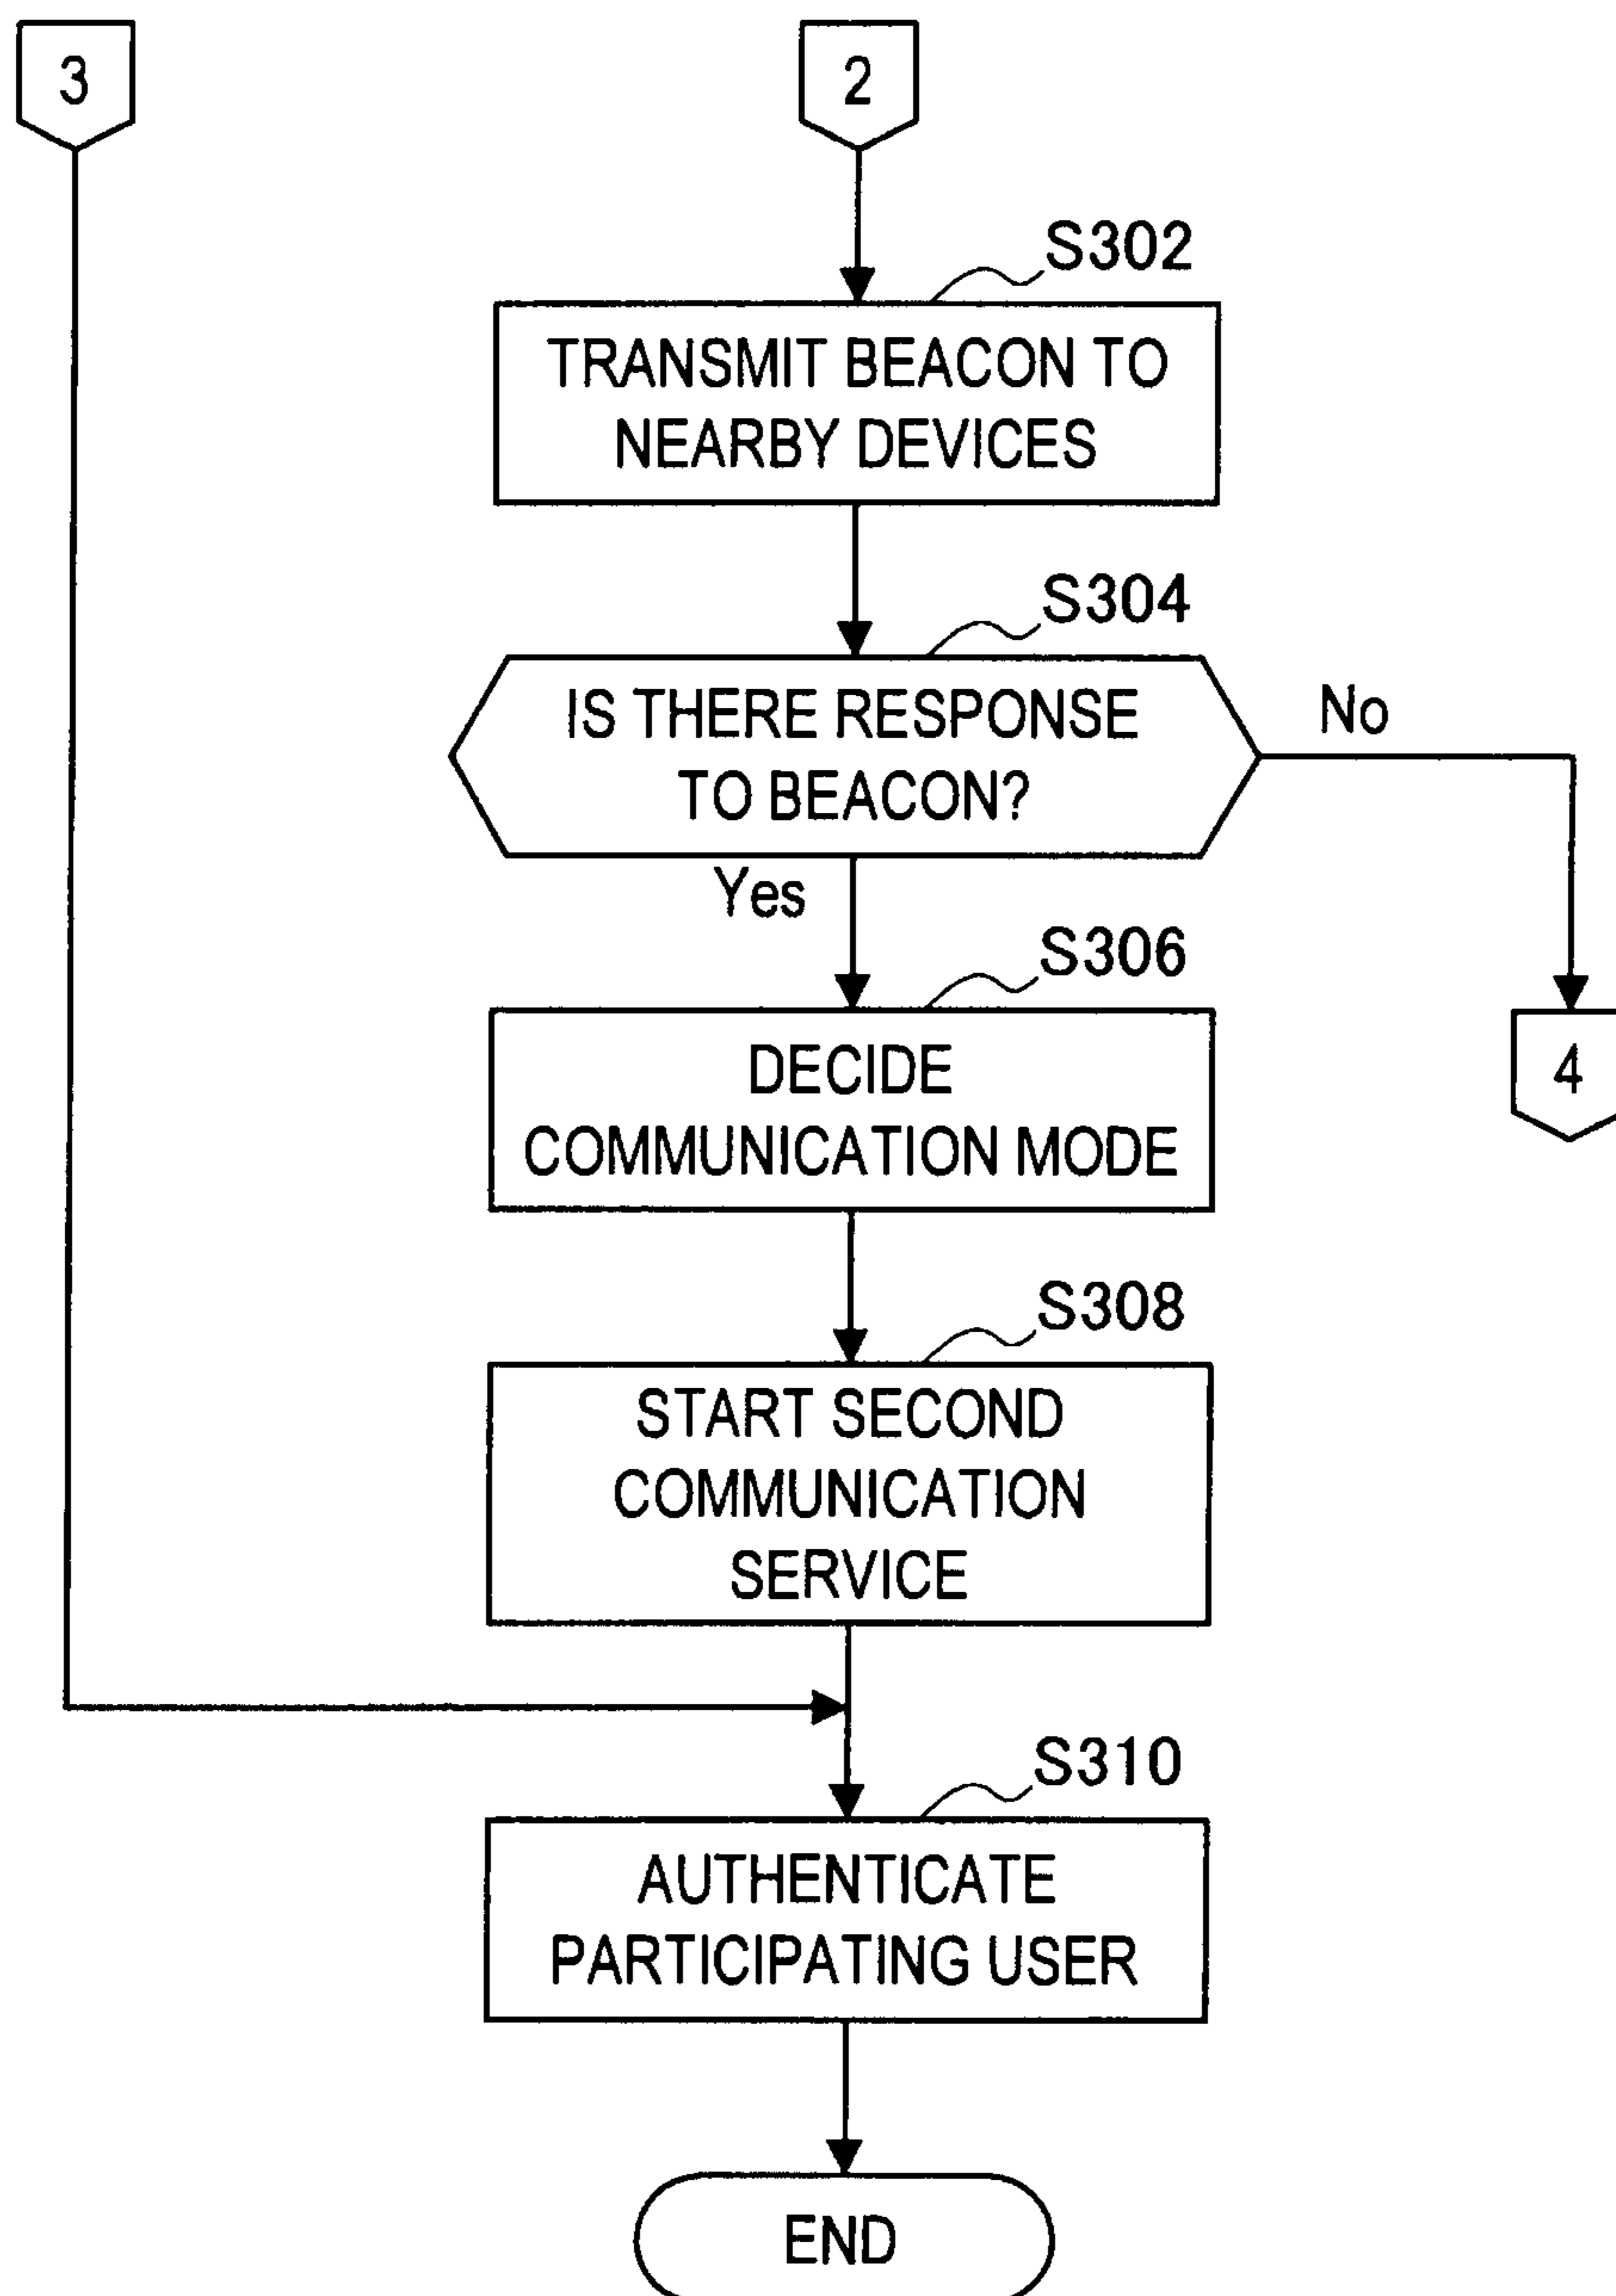 3
2
S302
TRANSMIT BEACON TO
NEARBY DEVICES
S304
IS THERE RESPONSE
TO BEACON?
No
Yes
S306
DECIDE
COMMUNICATION MODE
4
S308
START SECOND
COMMUNICATION
SERVICE
S310
AUTHENTICATE
PARTICIPATING USER
END